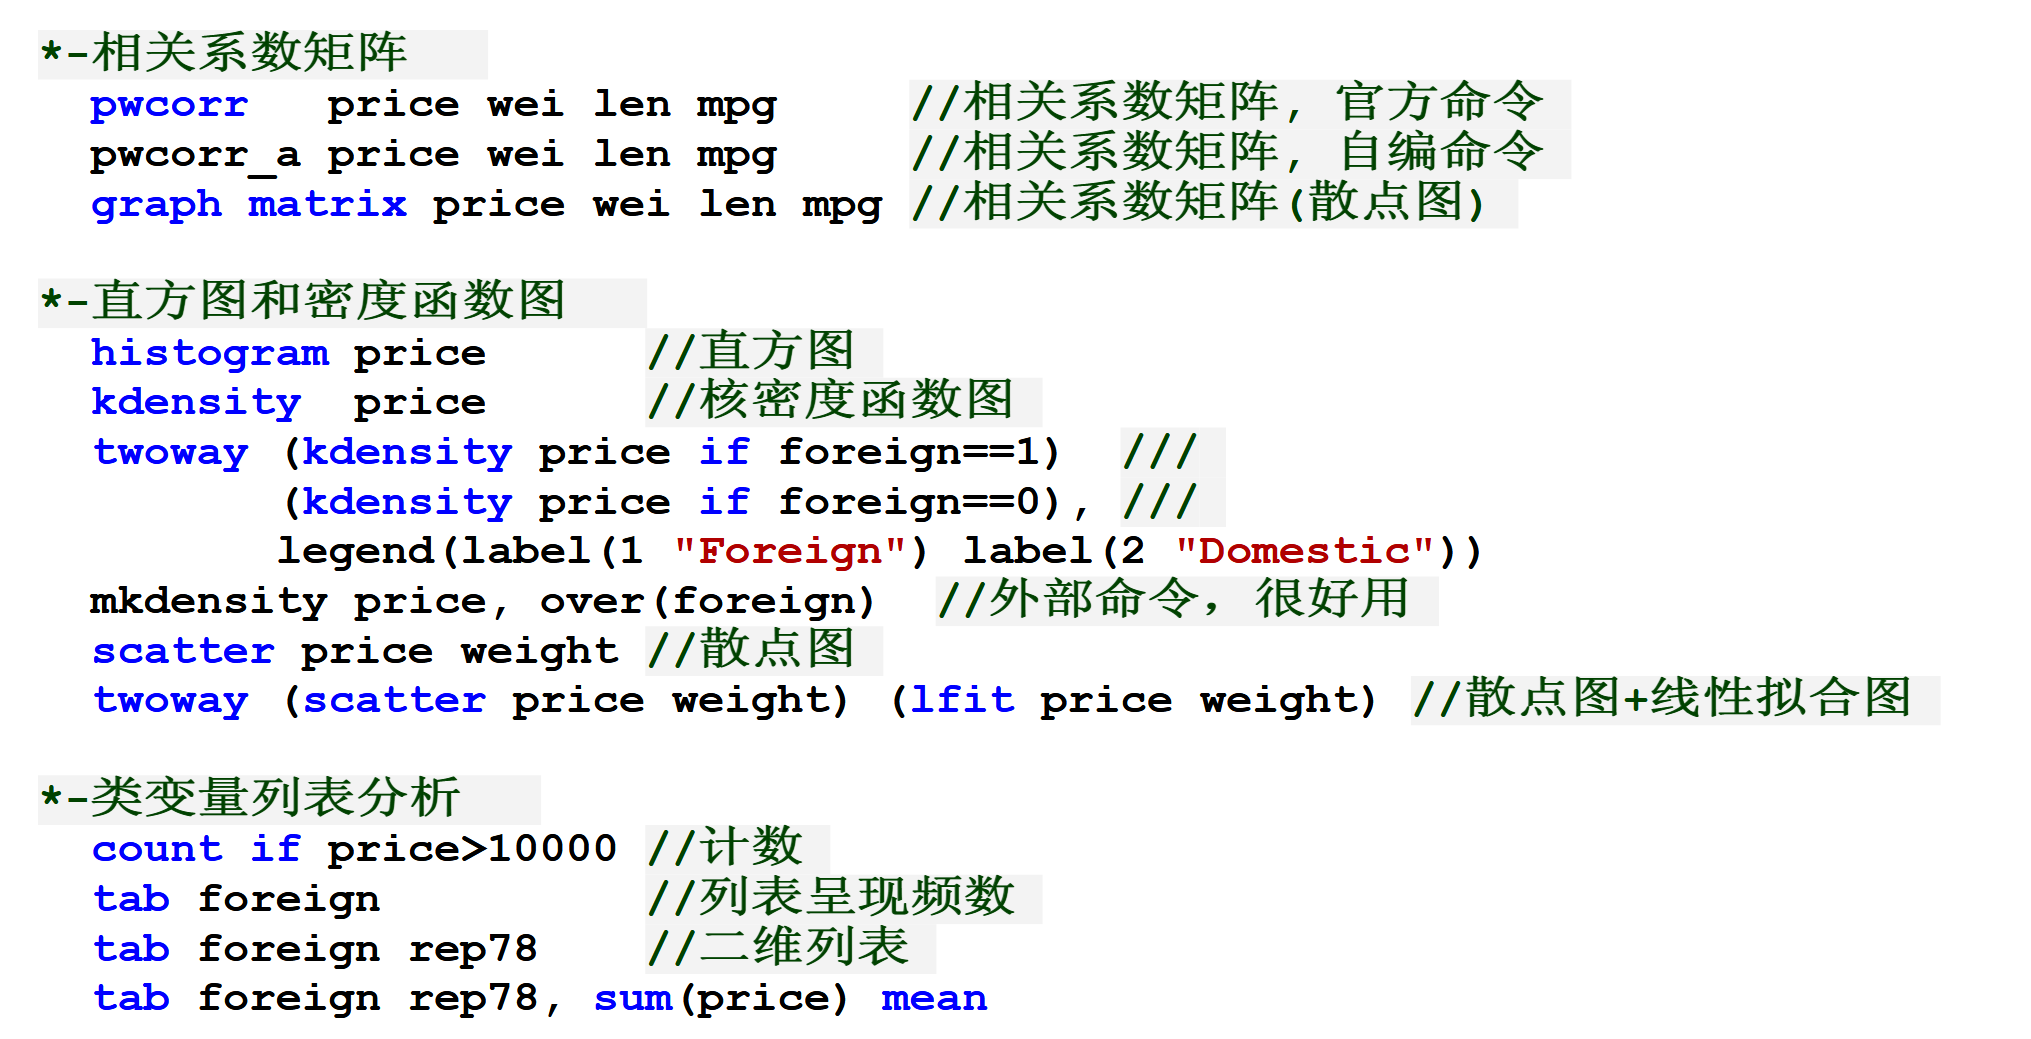 *-相关系数矩阵
pwcorr   price wei len mpg     //相关系数矩阵, 官方命令
pwcorr_a price wei len mpg     //相关系数矩阵, 自编命令
graph matrix price wei len mpg //相关系数矩阵(散点图)
*-直方图和密度函数图
histogram price      //直方图
kdensity  price      //核密度函数图
twoway (kdensity price if foreign==1)  ///
(kdensity price if foreign==0), ///
legend(label(1 "Foreign") label(2 "Domestic"))
mkdensity price, over(foreign)  //外部命令，很好用
scatter price weight //散点图
twoway (scatter price weight) (lfit price weight) //散点图+线性拟合图
*-类变量列表分析
count if price>10000 //计数
tab foreign          //列表呈现频数
tab foreign rep78    //二维列表
tab foreign rep78, sum(price) mean